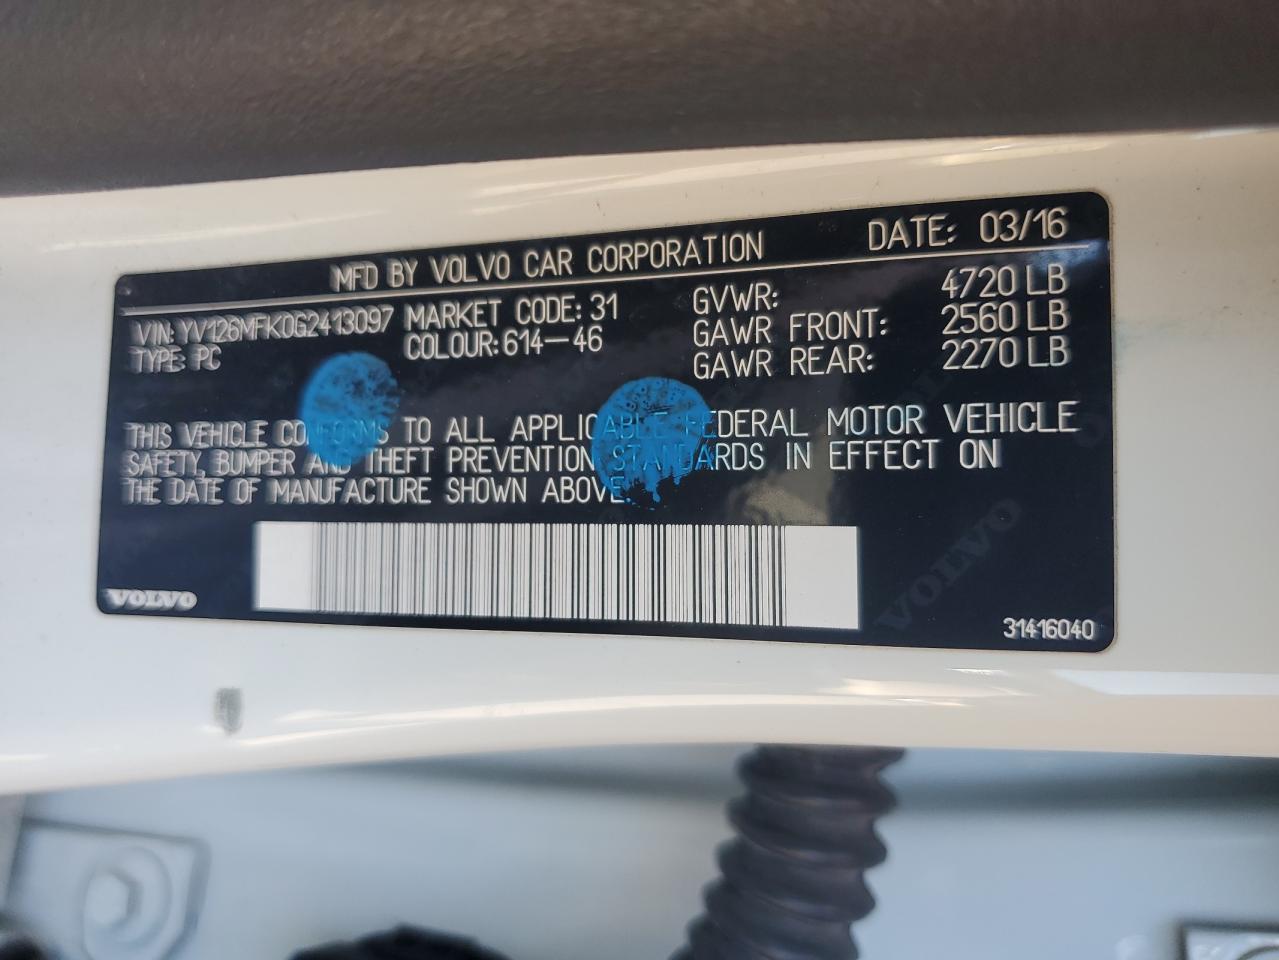 MFD BY VOLVO CAR CORPORATION DATE: 03/16
VIN: YV126MFK0G2413097 MARKET CODE: 31 GVWR: 4720 LB
TYPE: PC COLOUR: 614-46 GAWR FRONT: 2560 LB
GAWR REAR: 2270 LB
THIS VEHICLE CONFORMS TO ALL APPLICABLE FEDERAL MOTOR VEHICLE
SAFETY, BUMPER AND THEFT PREVENTION STANDARDS IN EFFECT ON
THE DATE OF MANUFACTURE SHOWN ABOVE.
VOLVO
VOLVO
31416040